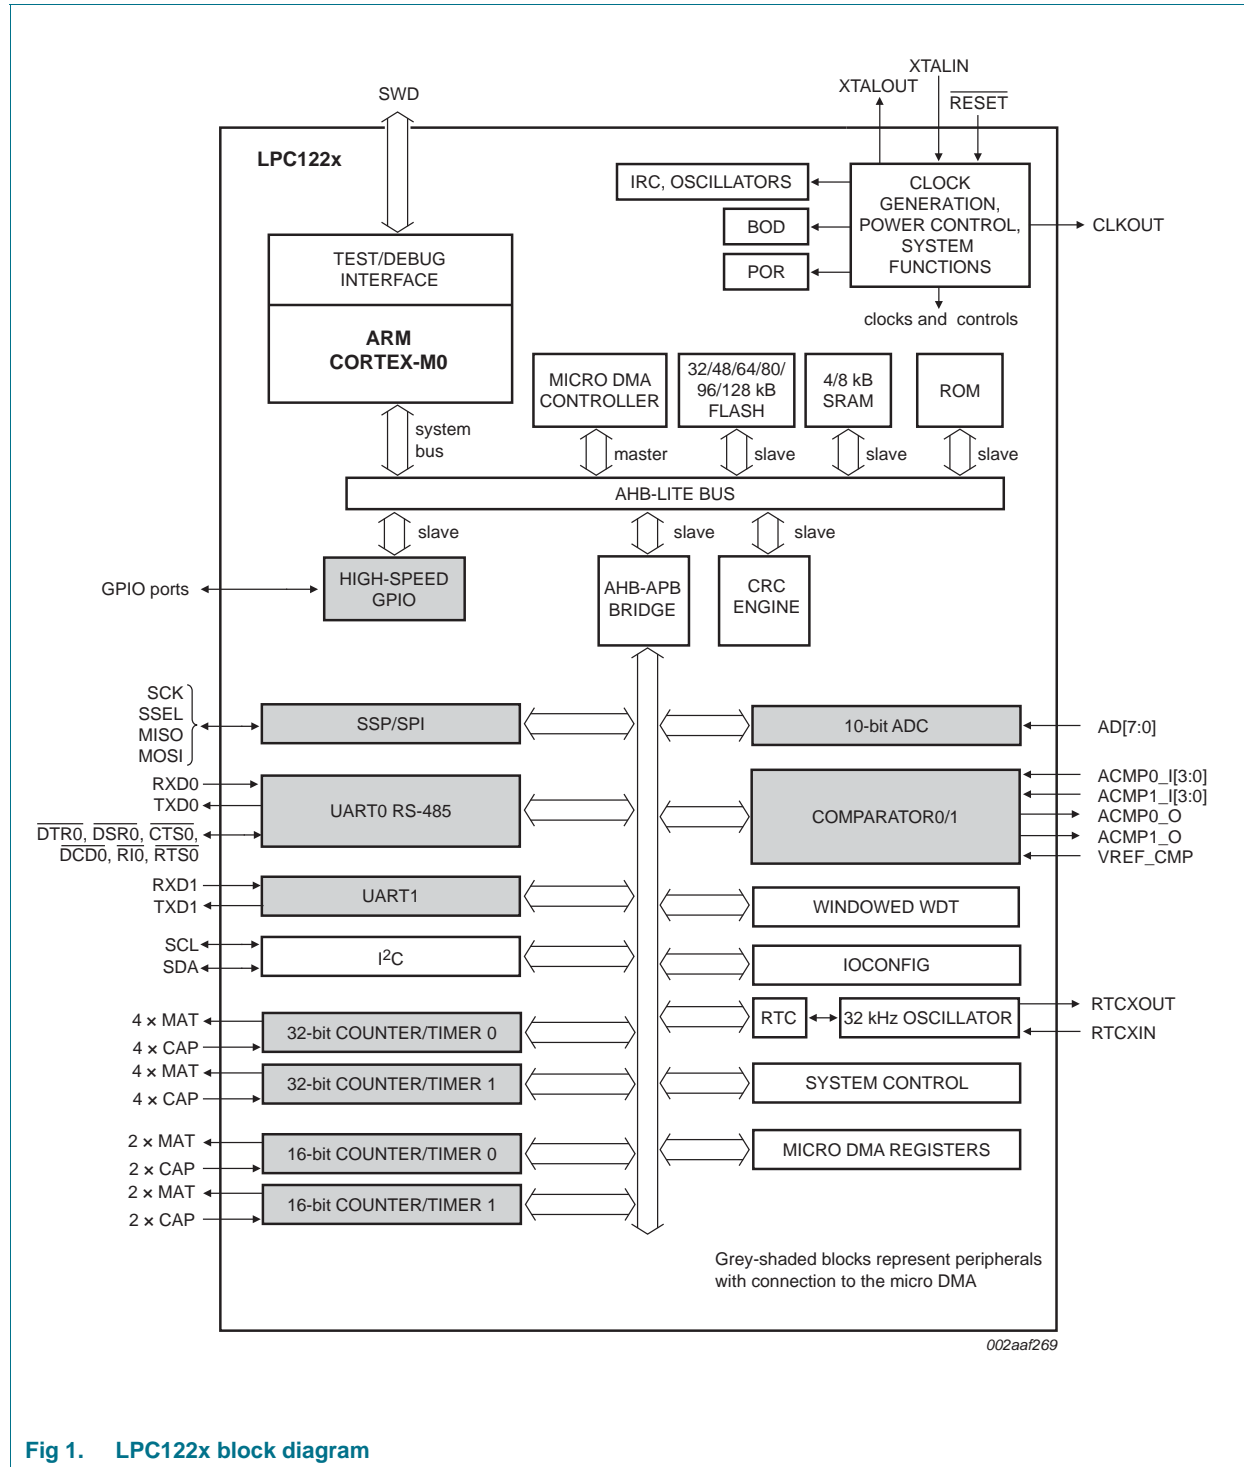 XTALIN
XTALOUT
SWD
RESET
LPC122x
IRC, OSCILLATORS
CLOCK
GENERATION,
POWER CONTROL,
SYSTEM
FUNCTIONS
BOD
CLKOUT
POR
clocks and controls
TEST/DEBUG
INTERFACE
ARM
CORTEX-M0
MICRO DMA
CONTROLLER
32/48/64/80/
96/128 kB
FLASH
4/8 kB
SRAM
ROM
system
bus
master
slave
slave
slave
AHB-LITE BUS
slave
slave
slave
GPIO ports
HIGH-SPEED
GPIO
AHB-APB
BRIDGE
CRC
ENGINE
SCK
SSEL
MISO
MOSI
SSP/SPI
10-bit ADC
AD[7:0]
RXD0
TXD0
DTR0, DSR0, CTS0,
DCD0, RI0, RTS0
UART0 RS-485
COMPARATOR0/1
ACMP0_I[3:0]
ACMP1_I[3:0]
ACMP0_O
ACMP1_O
VREF_CMP
RXD1
TXD1
UART1
WINDOWED WDT
SCL
SDA
I2C
IOCONFIG
4 × MAT
4 × CAP
32-bit COUNTER/TIMER 0
RTC
32 kHz OSCILLATOR
RTCXOUT
RTCXIN
4 × MAT
4 × CAP
32-bit COUNTER/TIMER 1
SYSTEM CONTROL
2 × MAT
2 × CAP
16-bit COUNTER/TIMER 0
MICRO DMA REGISTERS
2 × MAT
2 × CAP
16-bit COUNTER/TIMER 1
Grey-shaded blocks represent peripherals
with connection to the micro DMA
002aaf269
Fig 1. LPC122x block diagram